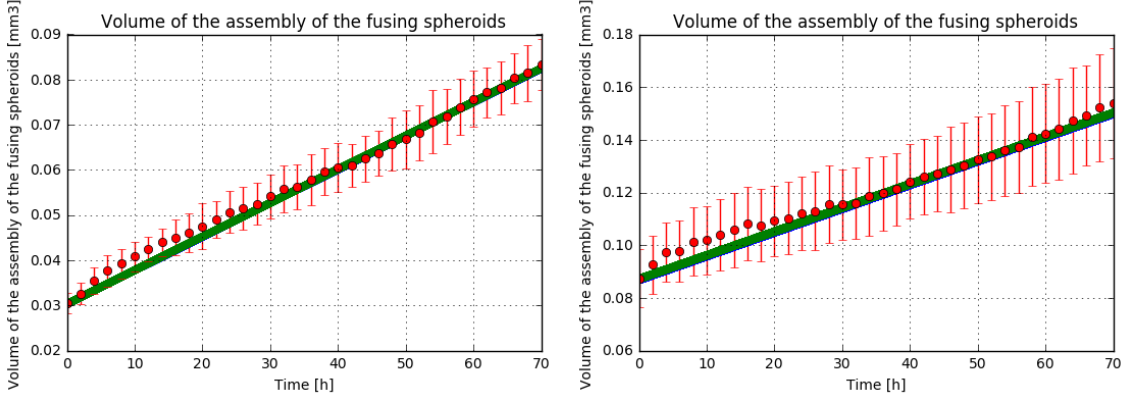 Volume of the assembly of the fusing spheroids
Volume of the assembly of the fusing spheroids [mm3]
0.09
0.08
0.07
0.06
0.05
0.04
0.03
0.02
0 10 20 30 40 50 60 70
Time [h]
Volume of the assembly of the fusing spheroids
Volume of the assembly of the fusing spheroids [mm3]
0.18
0.16
0.14
0.12
0.10
0.08
0.06
0 10 20 30 40 50 60 70
Time [h]